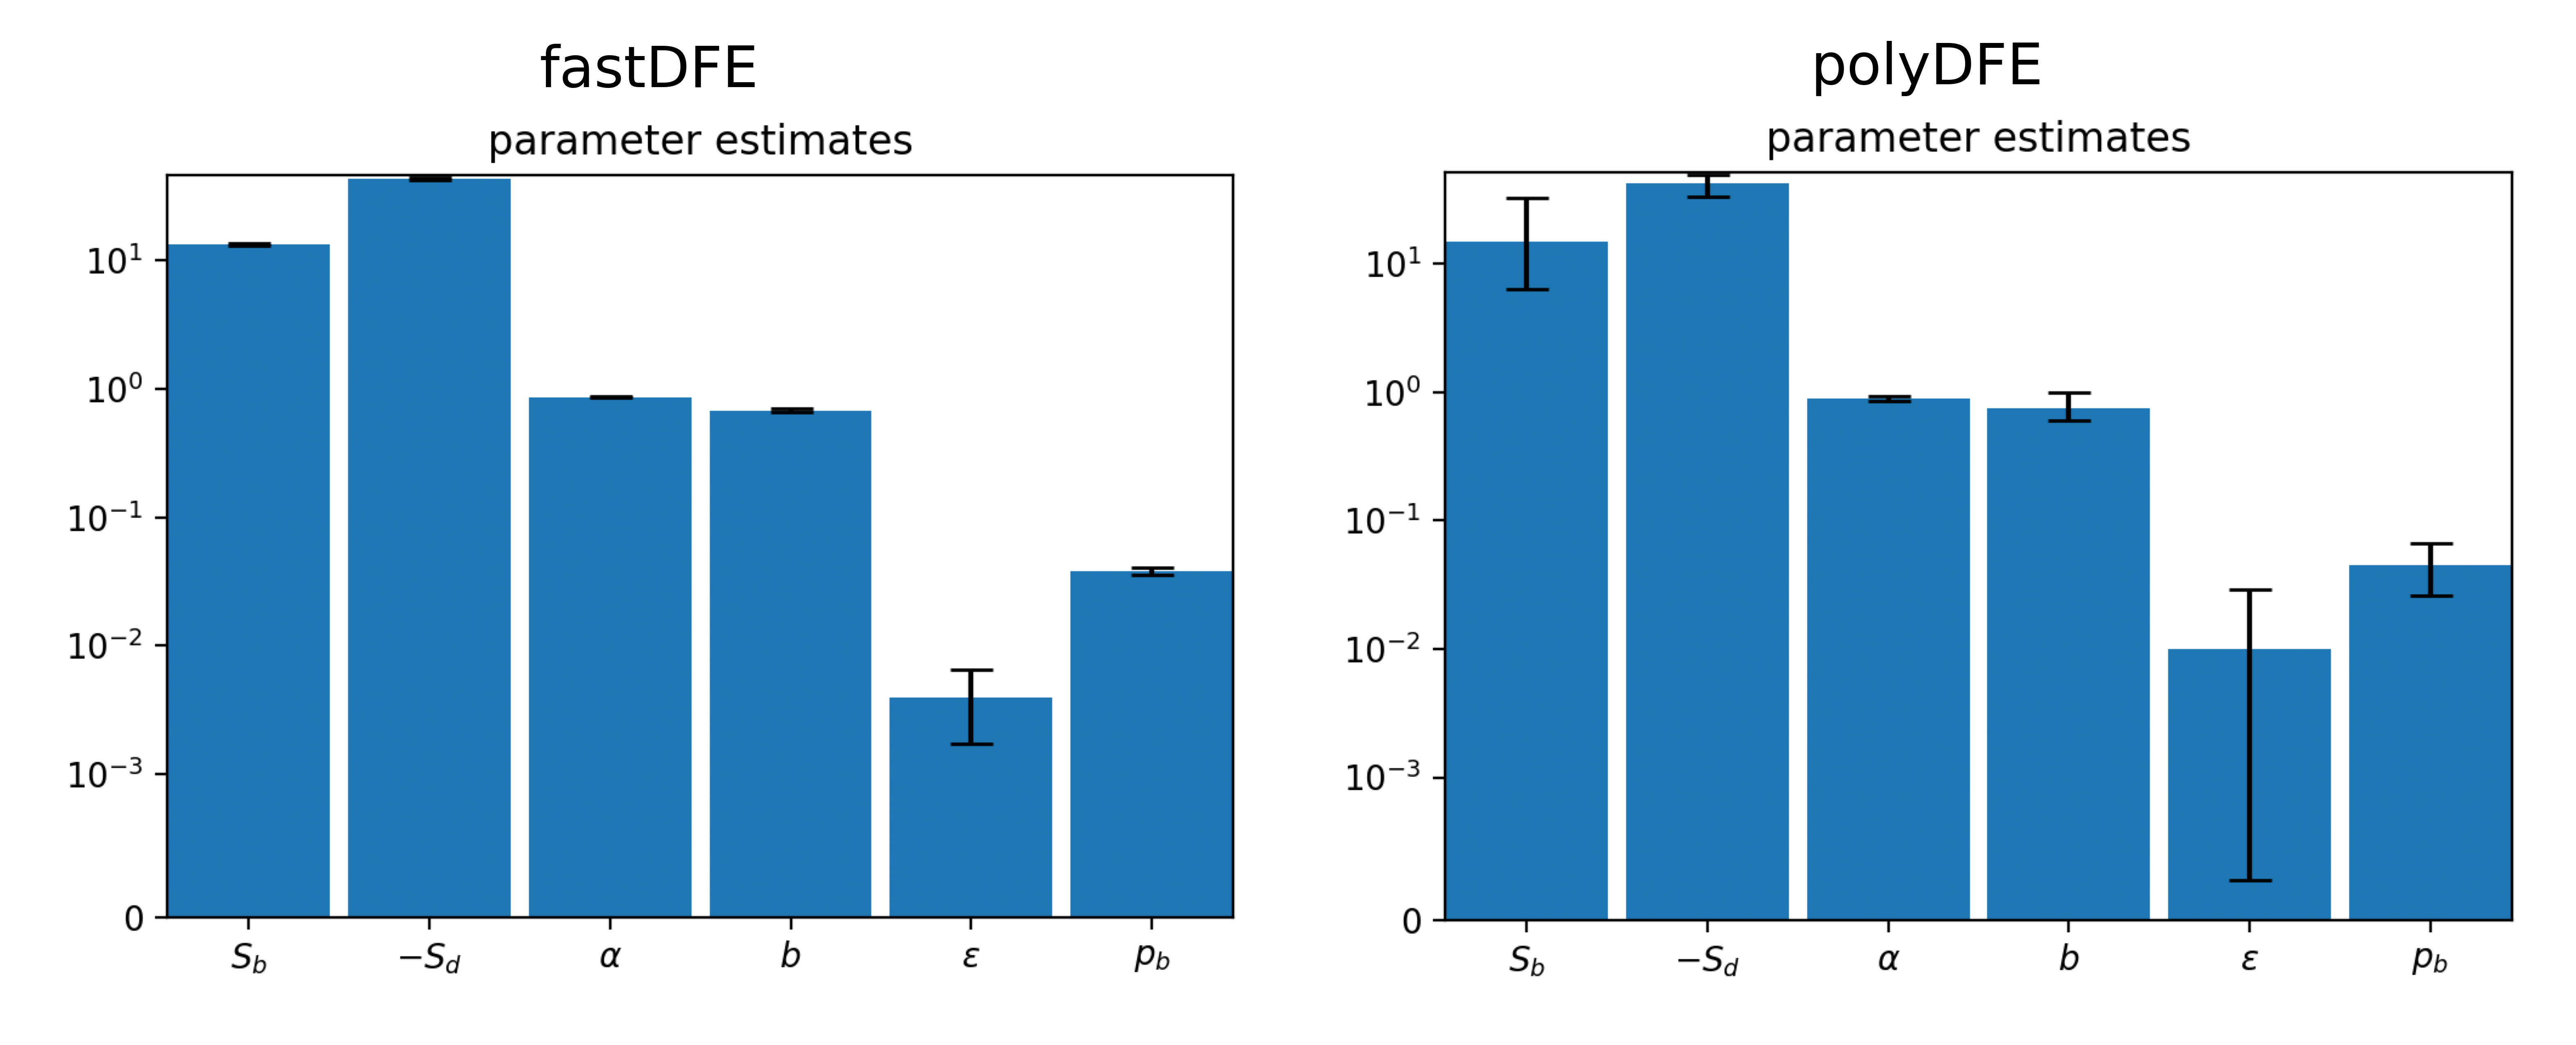 fastDFE
parameter estimates
10¹
10⁰
10⁻¹
10⁻²
10⁻³
0
S_b
−S_d
α
b
ε
p_b
polyDFE
parameter estimates
10¹
10⁰
10⁻¹
10⁻²
10⁻³
0
S_b
−S_d
α
b
ε
p_b